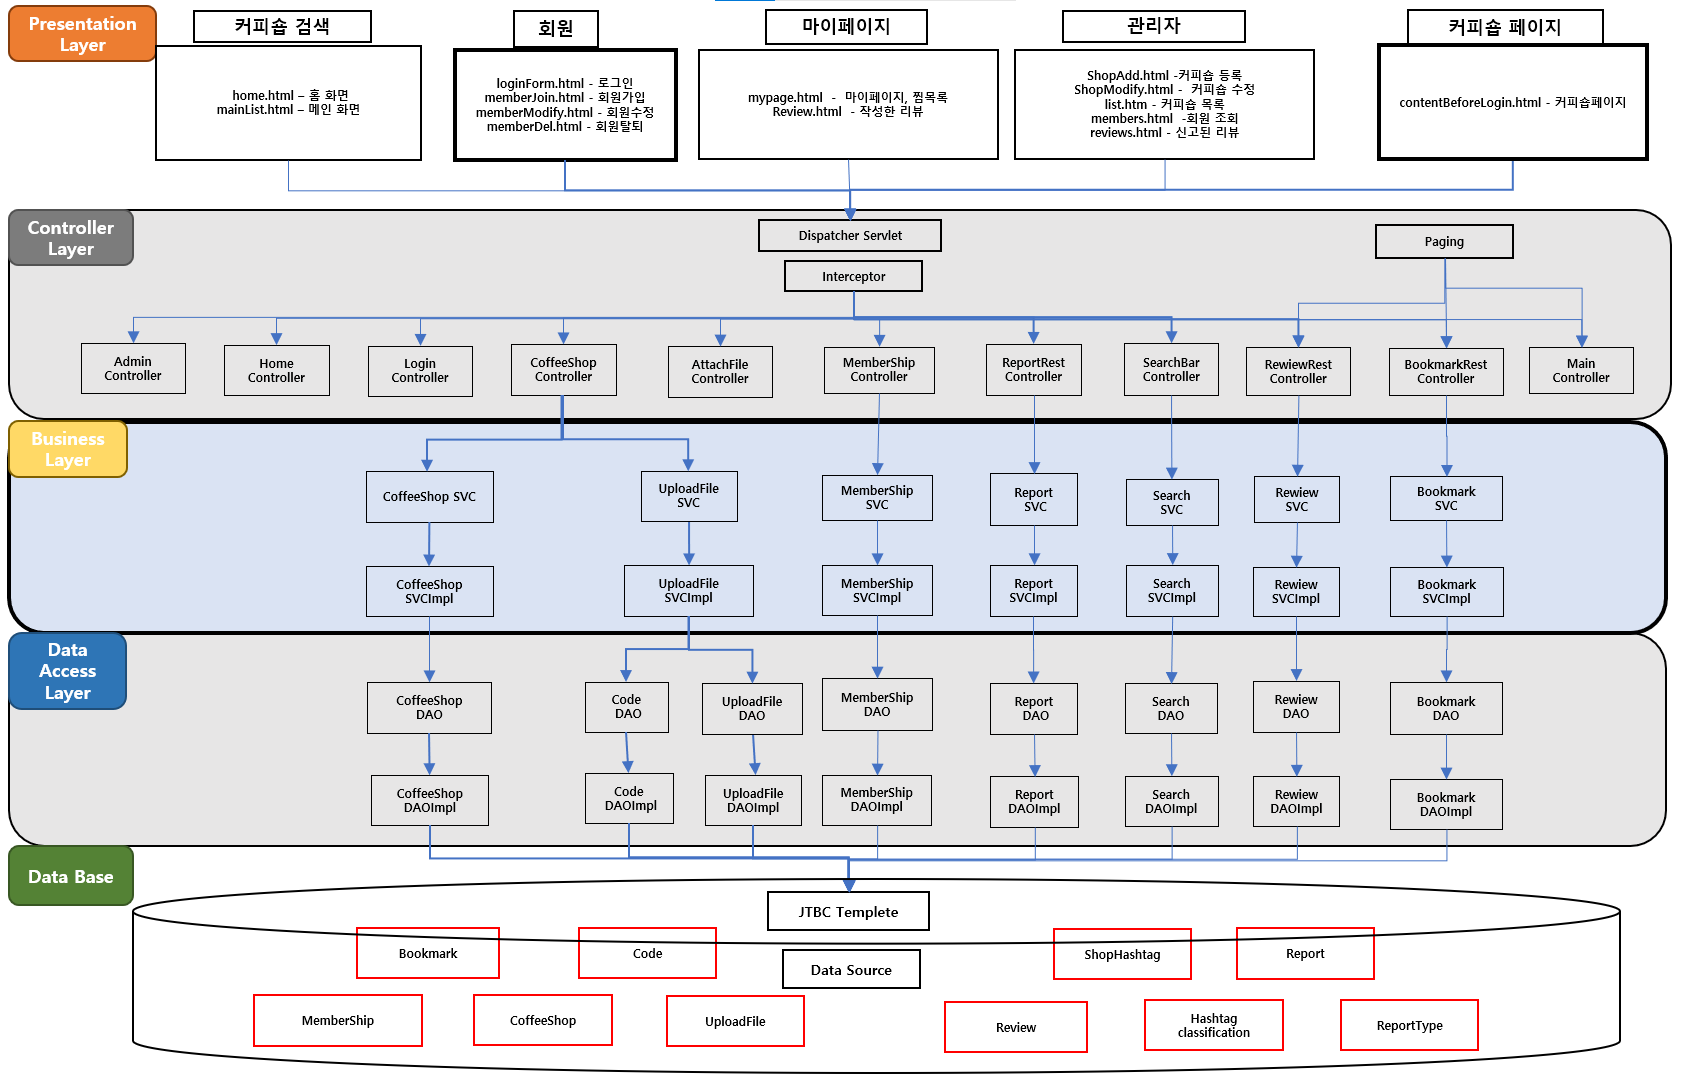 Presentation
Layer
커피숍 검색
회원
마이페이지
관리자
커피숍 페이지
home.html – 홈 화면
mainList.html – 메인 화면
loginForm.html - 로그인
memberJoin.html - 회원가입
memberModify.html - 회원수정
memberDel.html - 회원탈퇴
mypage.html - 마이페이지, 찜목록
Review.html - 작성한 리뷰
ShopAdd.html -커피숍 등록
ShopModify.html - 커피숍 수정
list.htm - 커피숍 목록
members.html -회원 조회
reviews.html - 신고된 리뷰
contentBeforeLogin.html - 커피숍페이지
Controller
Layer
Dispatcher Servlet
Paging
Interceptor
Admin
Controller
Home
Controller
Login
Controller
CoffeeShop
Controller
AttachFile
Controller
MemberShip
Controller
ReportRest
Controller
SearchBar
Controller
RewiewRest
Controller
BookmarkRest
Controller
Main
Controller
Business
Layer
CoffeeShop SVC
UploadFile
SVC
MemberShip
SVC
Report
SVC
Search
SVC
Rewiew
SVC
Bookmark
SVC
CoffeeShop
SVCImpl
UploadFile
SVCImpl
MemberShip
SVCImpl
Report
SVCImpl
Search
SVCImpl
Rewiew
SVCImpl
Bookmark
SVCImpl
Data
Access
Layer
CoffeeShop
DAO
Code
DAO
UploadFile
DAO
MemberShip
DAO
Report
DAO
Search
DAO
Rewiew
DAO
Bookmark
DAO
CoffeeShop
DAOImpl
Code
DAOImpl
UploadFile
DAOImpl
MemberShip
DAOImpl
Report
DAOImpl
Search
DAOImpl
Rewiew
DAOImpl
Bookmark
DAOImpl
Data Base
JTBC Templete
Bookmark
Code
Data Source
ShopHashtag
Report
MemberShip
CoffeeShop
UploadFile
Review
Hashtag
classification
ReportType